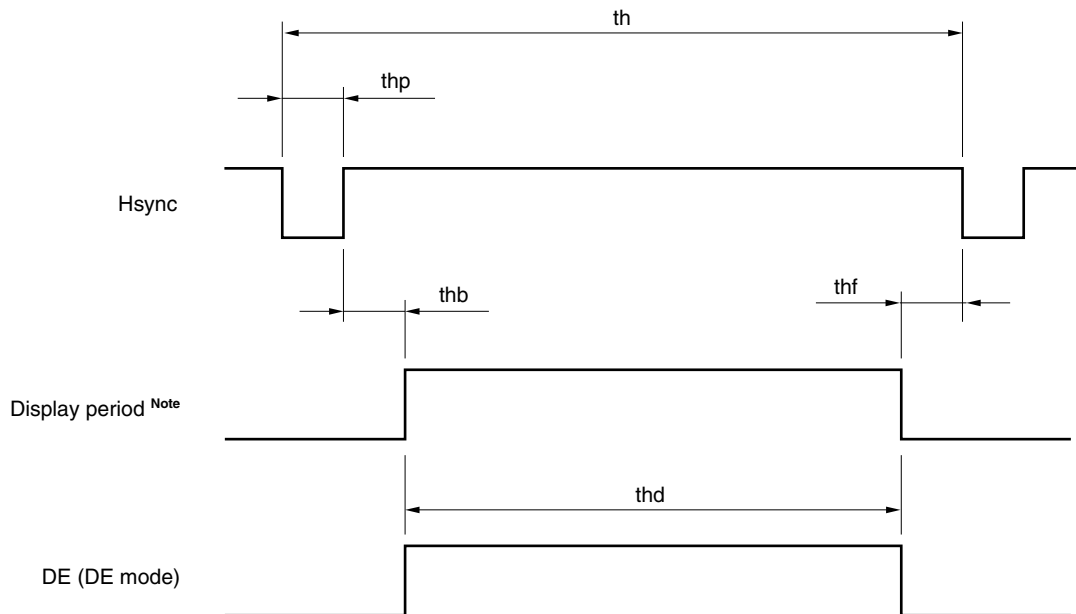 th
thp
Hsync
thb
thf
Display period Note
thd
DE (DE mode)